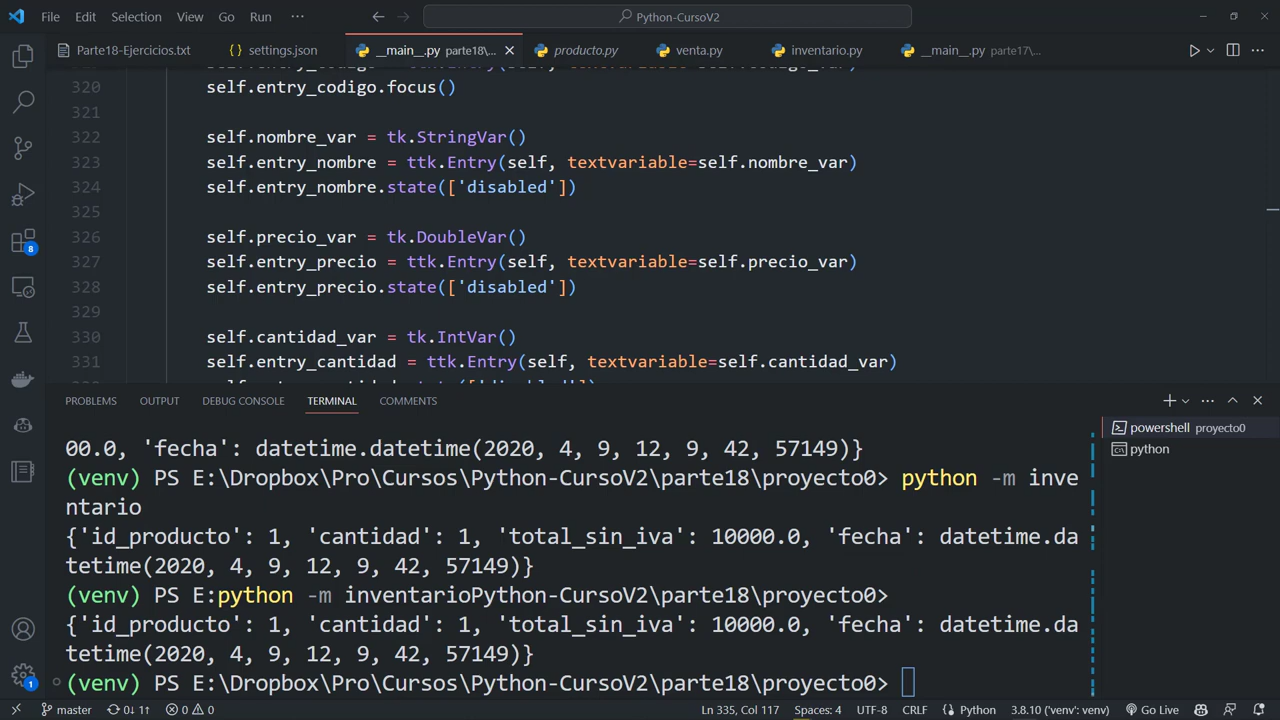 File Edit Selection View Go Run ··· Python-CursoV2
Parte18-Ejercicios.txt settings.json __main__.py parte18\... producto.py venta.py inventario.py __main__.py parte17\...
320 self.entry_codigo.focus()
321
322 self.nombre_var = tk.StringVar()
323 self.entry_nombre = ttk.Entry(self, textvariable=self.nombre_var)
324 self.entry_nombre.state(['disabled'])
325
326 self.precio_var = tk.DoubleVar()
327 self.entry_precio = ttk.Entry(self, textvariable=self.precio_var)
328 self.entry_precio.state(['disabled'])
329
330 self.cantidad_var = tk.IntVar()
331 self.entry_cantidad = ttk.Entry(self, textvariable=self.cantidad_var)
PROBLEMS OUTPUT DEBUG CONSOLE TERMINAL COMMENTS
powershell proyecto0
python
00.0, 'fecha': datetime.datetime(2020, 4, 9, 12, 9, 42, 57149)}
(venv) PS E:\Dropbox\Pro\Cursos\Python-CursoV2\parte18\proyecto0> python -m inve
ntario
{'id_producto': 1, 'cantidad': 1, 'total_sin_iva': 10000.0, 'fecha': datetime.da
tetime(2020, 4, 9, 12, 9, 42, 57149)}
(venv) PS E:python -m inventarioPython-CursoV2\parte18\proyecto0>
{'id_producto': 1, 'cantidad': 1, 'total_sin_iva': 10000.0, 'fecha': datetime.da
tetime(2020, 4, 9, 12, 9, 42, 57149)}
(venv) PS E:\Dropbox\Pro\Cursos\Python-CursoV2\parte18\proyecto0>
8
1
master 0↓ 1↑ 0 0 Ln 335, Col 117 Spaces: 4 UTF-8 CRLF Python 3.8.10 ('venv': venv) Go Live